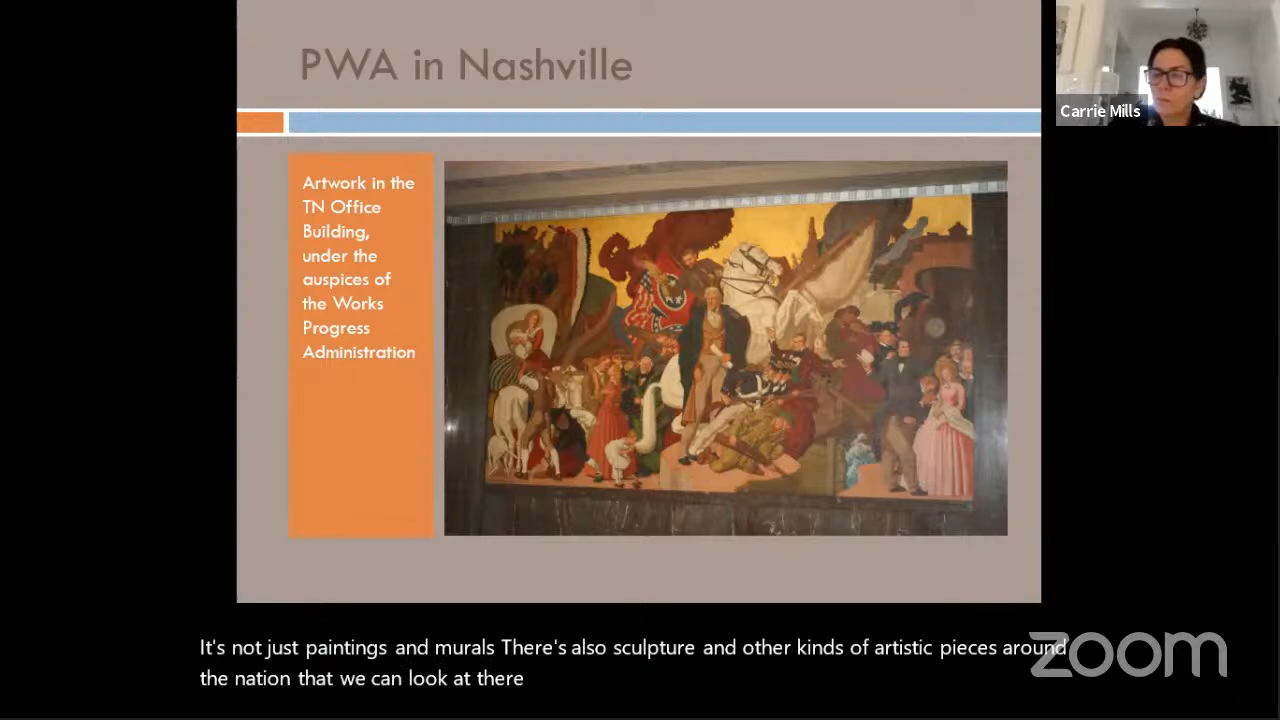 PWA in Nashville
Carrie Mills
Artwork in the
TN Office
Building,
under the
auspices of
the Works
Progress
Administration
It's not just paintings and murals There's also sculpture and other kinds of artistic pieces around
the nation that we can look at there
zoom